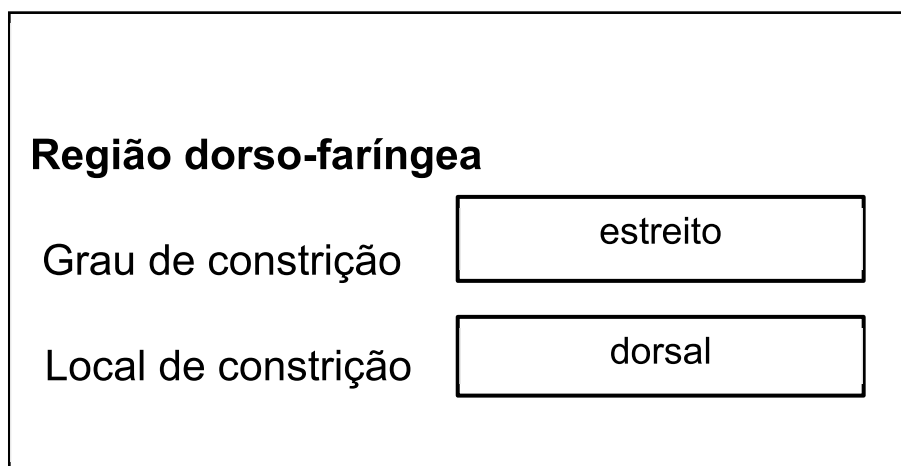 Região dorso-faríngea
Grau de constrição estreito
Local de constrição dorsal